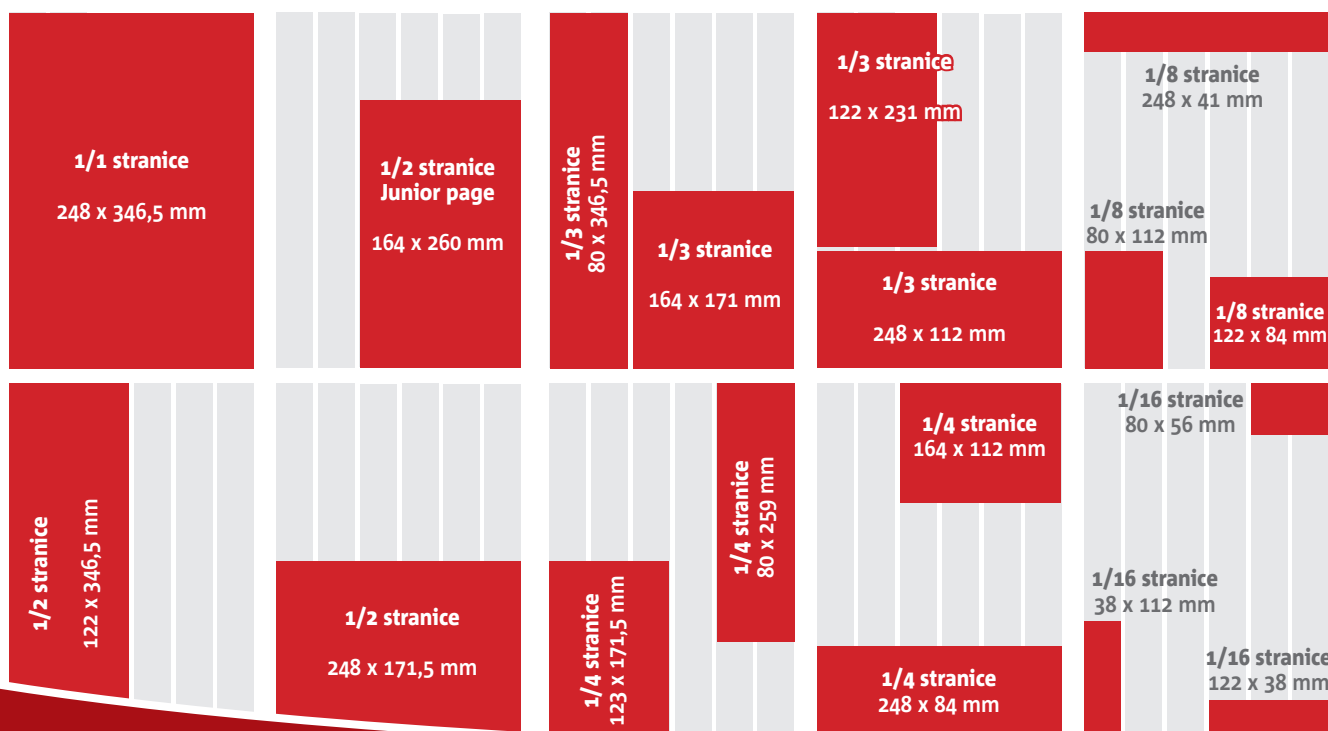 1/1 stranice
248 x 346,5 mm
1/2 stranice
Junior page
164 x 260 mm
1/3 stranice
80 x 346,5 mm
1/3 stranice
164 x 171 mm
1/3 stranice
122 x 231 mm
1/3 stranice
248 x 112 mm
1/8 stranice
248 x 41 mm
1/8 stranice
80 x 112 mm
1/8 stranice
122 x 84 mm
1/2 stranice
122 x 346,5 mm
1/2 stranice
248 x 171,5 mm
1/4 stranice
123 x 171,5 mm
1/4 stranice
80 x 259 mm
1/4 stranice
164 x 112 mm
1/4 stranice
248 x 84 mm
1/16 stranice
80 x 56 mm
1/16 stranice
38 x 112 mm
1/16 stranice
122 x 38 mm